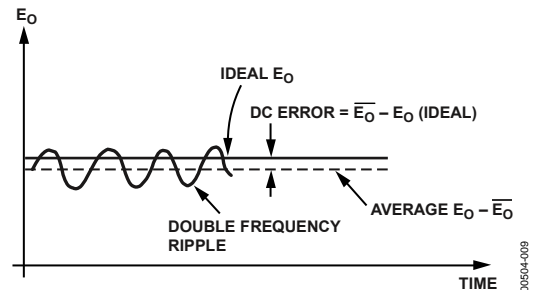 E_O
IDEAL E_O
DC ERROR = E̅_O̅ – E_O (IDEAL)
AVERAGE E_O – E̅_O̅
DOUBLE FREQUENCY
RIPPLE
TIME
00504-009